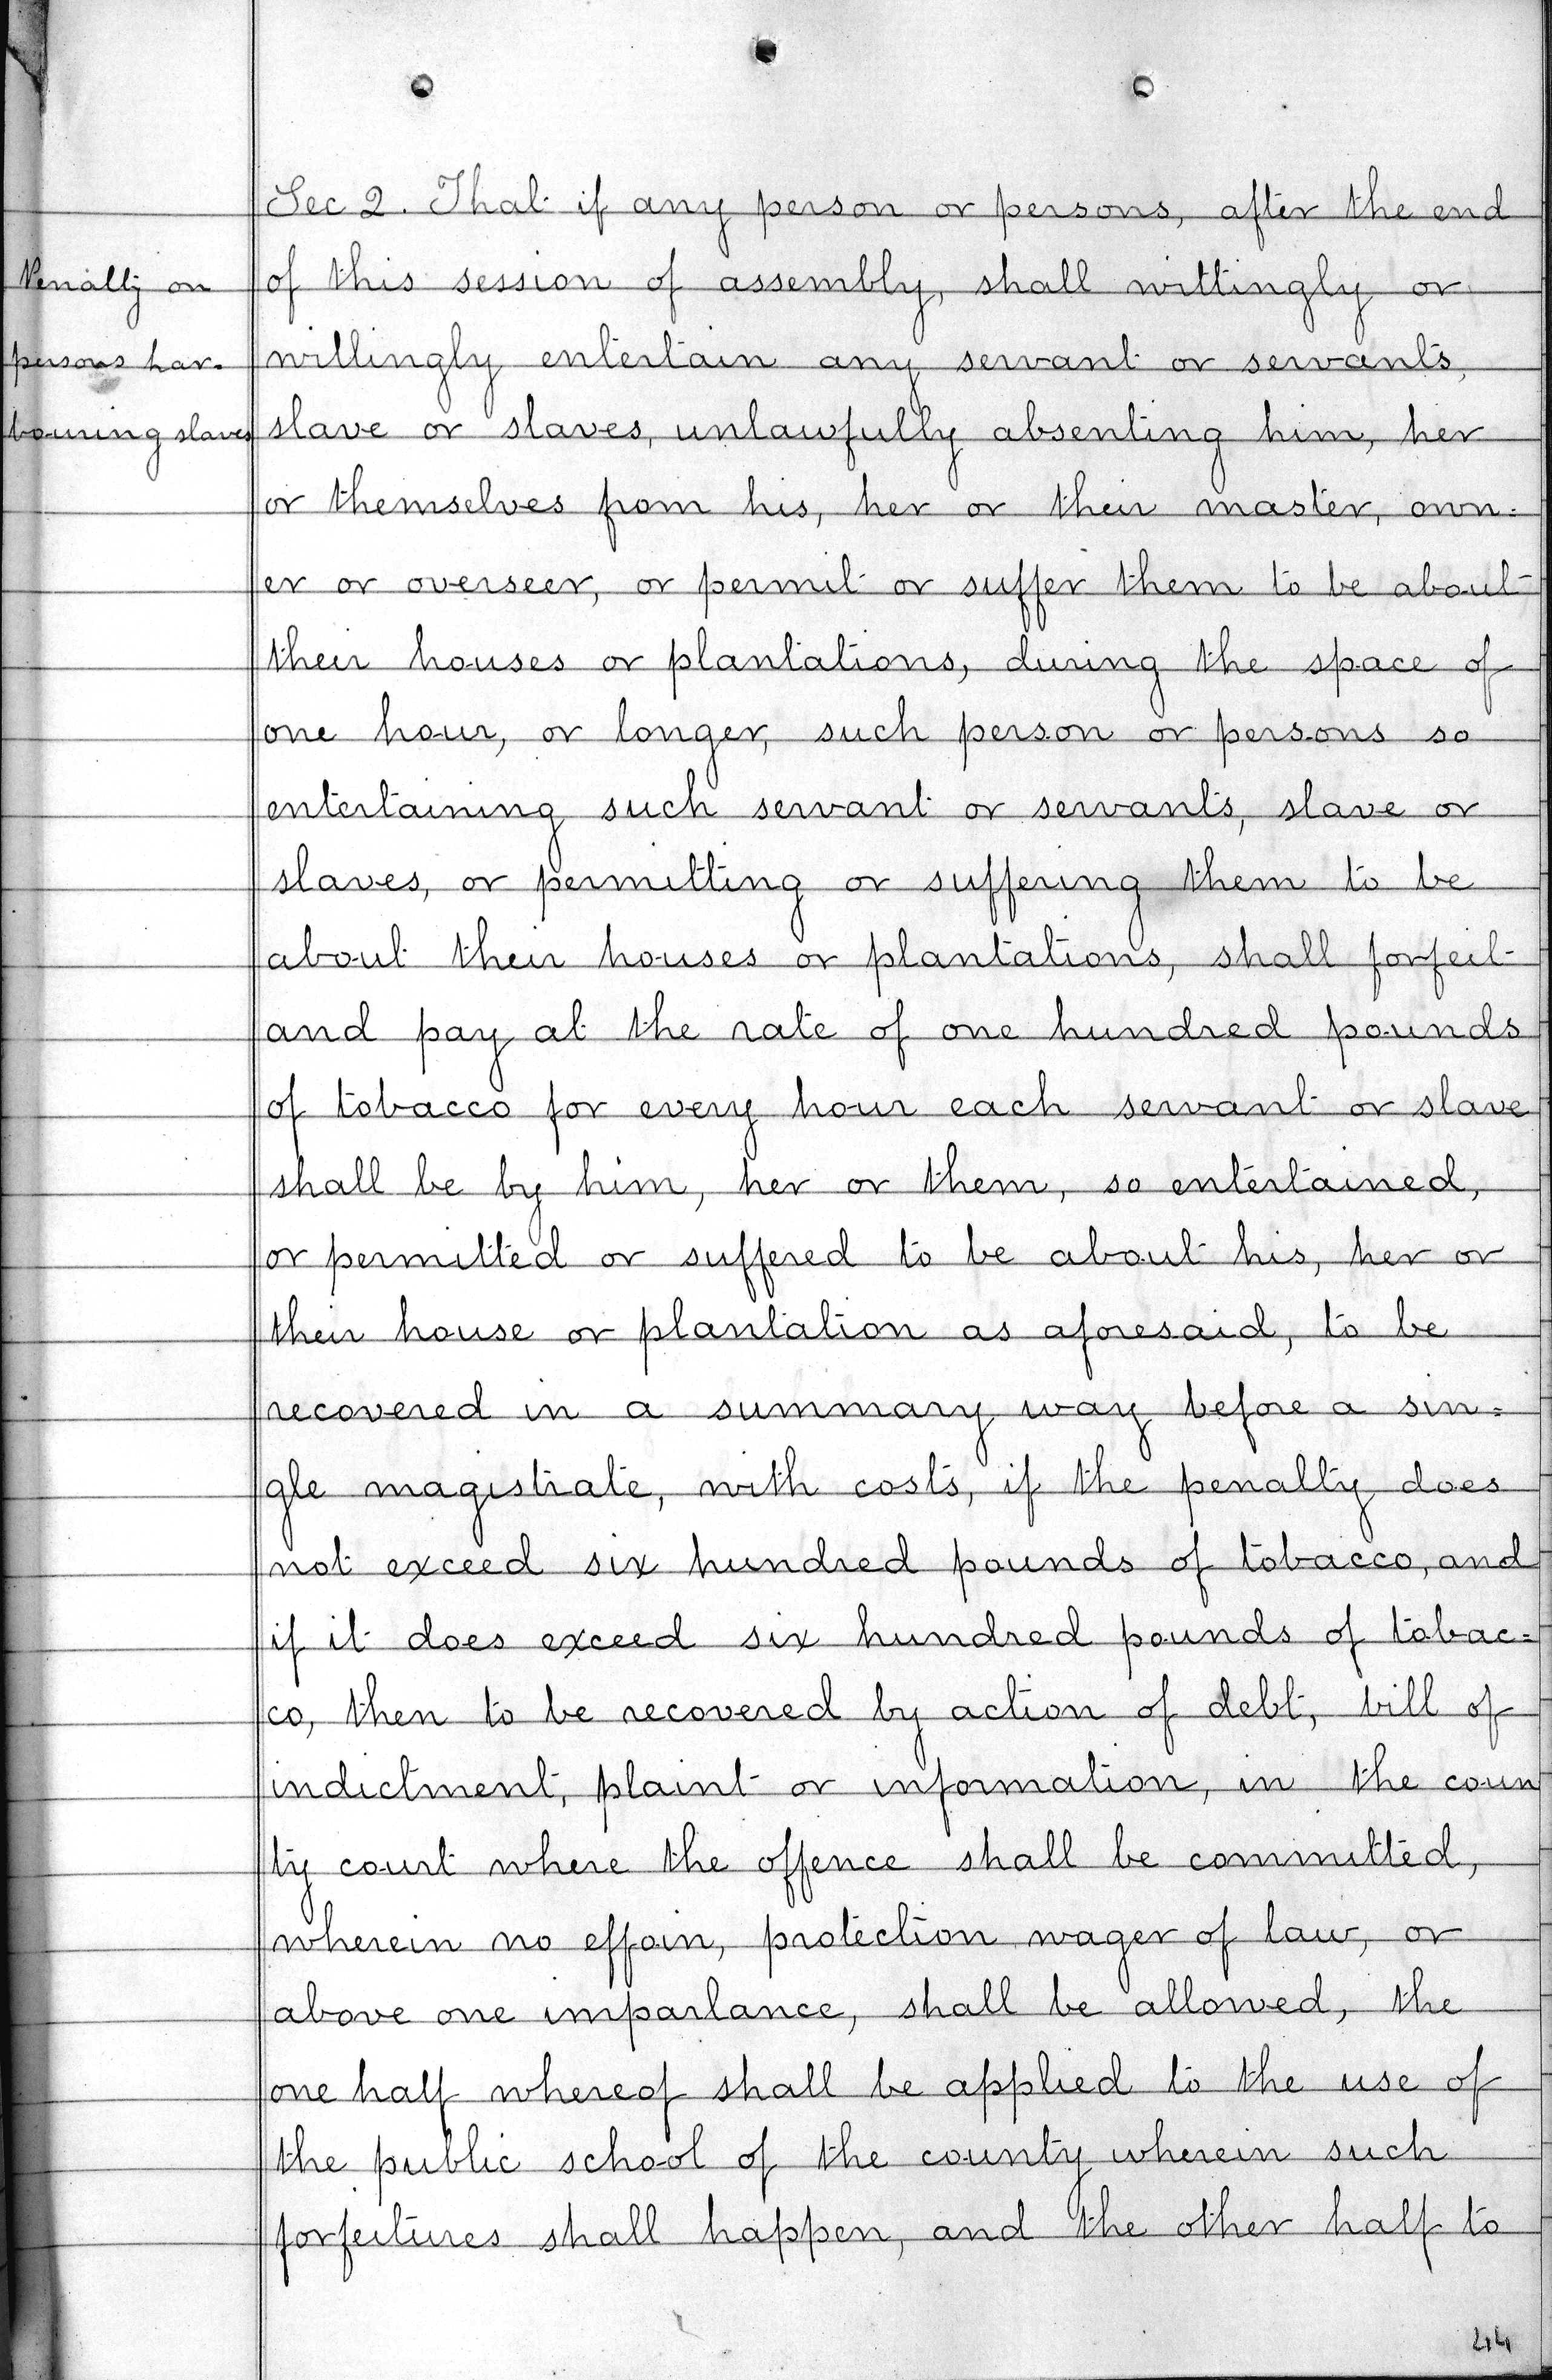 Sec 2. That if any person or persons, after the end
Penalty on
of this session of assembly, shall wittingly or
persons har-
willingly entertain any servant or servants,
bouring slaves
slave or slaves, unlawfully absenting him, her
or themselves from his, her or their master, own=
er or overseer, or permit or suffer them to be about
their houses or plantations, during the space of
one hour, or longer, such person or persons so
entertaining such servant or servants, slave or
slaves, or permitting or suffering them to be
about their houses or plantations, shall forfeit
and pay at the rate of one hundred pounds
of tobacco for every hour each servant or slave
shall be by him, her or them, so entertained,
or permitted or suffered to be about his, her or
their house or plantation as aforesaid, to be
recovered in a summary way before a sin=
gle magistrate, with costs, if the penalty does
not exceed six hundred pounds of tobacco, and
if it does exceed six hundred pounds of tobac=
co, then to be recovered by action of debt, bill of
indictment, plaint or information, in the coun
ty court where the offence shall be committed,
wherein no effoin, protection wager of law, or
above one imparlance, shall be allowed, the
one half whereof shall be applied to the use of
the public school of the county wherein such
forfeitures shall happen, and the other half to
44